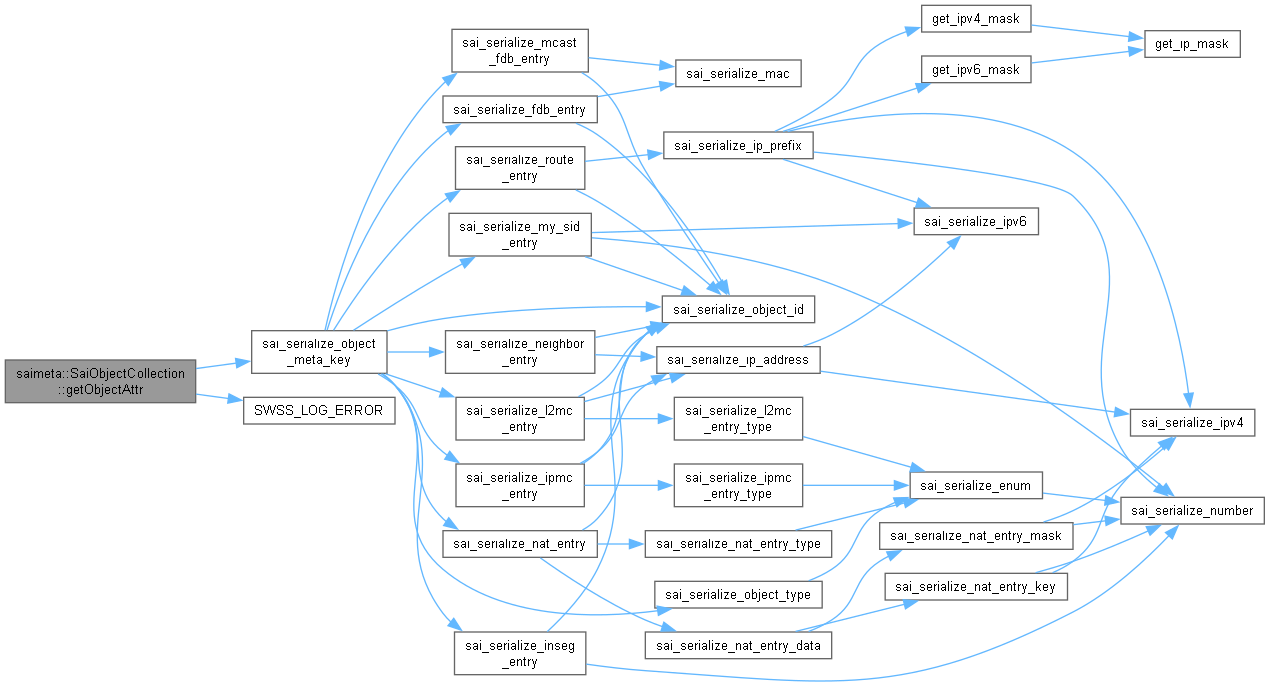 saimeta::SaiObjectCollection
::getObjectAttr
sai_serialize_object
_meta_key
SWSS_LOG_ERROR
sai_serialize_mcast
_fdb_entry
sai_serialize_fdb_entry
sai_serialize_route
_entry
sai_serialize_my_sid
_entry
sai_serialize_neighbor
_entry
sai_serialize_l2mc
_entry
sai_serialize_ipmc
_entry
sai_serialize_nat_entry
sai_serialize_inseg
_entry
sai_serialize_mac
sai_serialize_ip_prefix
sai_serialize_object_id
sai_serialize_ip_address
sai_serialize_l2mc
_entry_type
sai_serialize_ipmc
_entry_type
sai_serialize_nat_entry_type
sai_serialize_object_type
sai_serialize_nat_entry_data
get_ipv4_mask
get_ipv6_mask
sai_serialize_ipv6
sai_serialize_enum
sai_serialize_nat_entry_mask
sai_serialize_nat_entry_key
get_ip_mask
sai_serialize_ipv4
sai_serialize_number